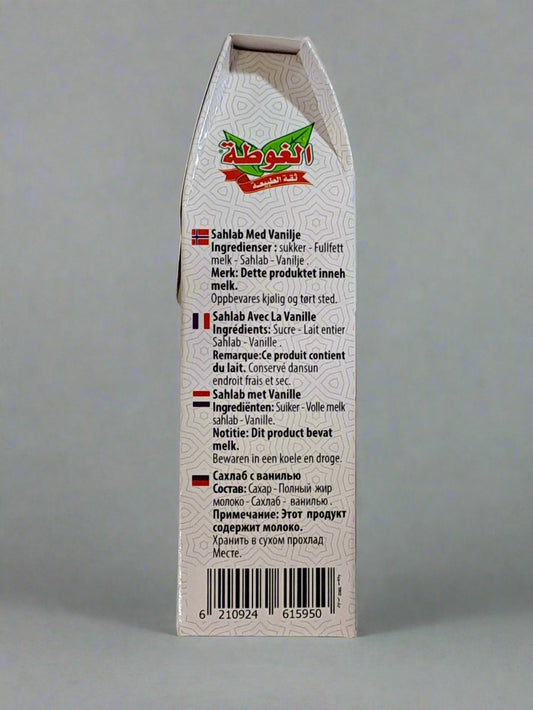 الغوطة
ثقة الطبيعة
Sahlab Med Vanilje
Ingredienser : sukker - Fullfett
melk - Sahlab - Vanilje .
Merk: Dette produktet inneh
melk.
Oppbevares kjølig og tørt sted.
Sahlab Avec La Vanille
Ingrédients: Sucre - Lait entier
Sahlab - Vanille .
Remarque:Ce produit contient
du lait. Conservé dansun
endroit frais et sec.
Sahlab met Vanille
Ingrediënten: Suiker - Volle melk
sahlab - Vanille.
Notitie: Dit product bevat
melk.
Bewaren in een koele en droge.
Сахлаб с ванилью
Состав: Сахар - Полный жир
молоко - Сахлаб - ванилью .
Примечание: Этот продукт
содержит молоко.
Хранить в сухом прохлад
Месте.
6 210924 615950